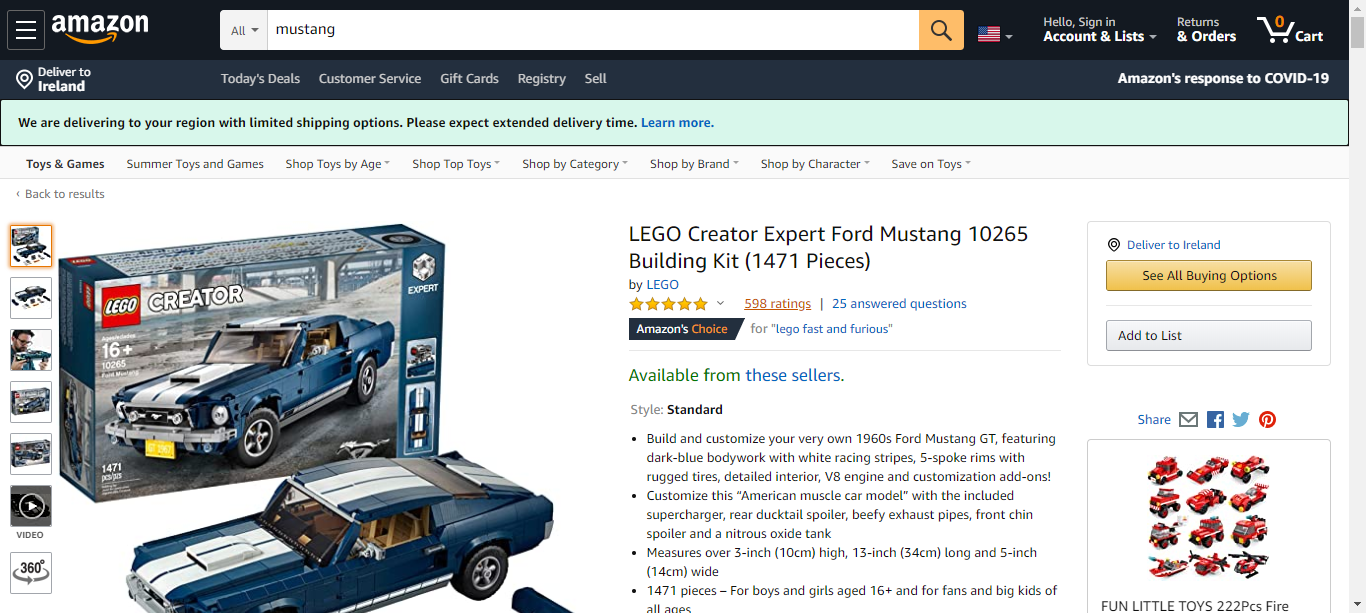 amazon
All
mustang
Hello, Sign in
Account & Lists
Returns
& Orders
0
Cart
Deliver to
Ireland
Today's Deals
Customer Service
Gift Cards
Registry
Sell
Amazon's response to COVID-19
We are delivering to your region with limited shipping options. Please expect extended delivery time. Learn more.
Toys & Games
Summer Toys and Games
Shop Toys by Age
Shop Top Toys
Shop by Category
Shop by Brand
Shop by Character
Save on Toys
‹ Back to results
VIDEO
360°
LEGO
CREATOR
EXPERT
Ages/edades
16+
10265
Ford Mustang
1471
pcs/pzs
LEGO Creator Expert Ford Mustang 10265
Building Kit (1471 Pieces)
by LEGO
598 ratings | 25 answered questions
Amazon's Choice for "lego fast and furious"
Available from these sellers.
Style: Standard
• Build and customize your very own 1960s Ford Mustang GT, featuring
dark-blue bodywork with white racing stripes, 5-spoke rims with
rugged tires, detailed interior, V8 engine and customization add-ons!
• Customize this “American muscle car model” with the included
supercharger, rear ducktail spoiler, beefy exhaust pipes, front chin
spoiler and a nitrous oxide tank
• Measures over 3-inch (10cm) high, 13-inch (34cm) long and 5-inch
(14cm) wide
• 1471 pieces – For boys and girls aged 16+ and for fans and big kids of
all ages
Deliver to Ireland
See All Buying Options
Add to List
Share
FUN LITTLE TOYS 222Pcs Fire